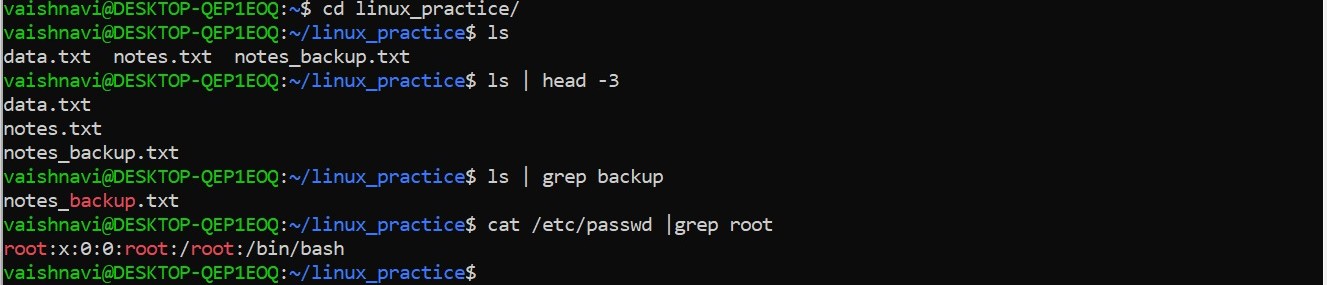 vaishnavi@DESKTOP-QEP1EOQ:~$ cd linux_practice/
vaishnavi@DESKTOP-QEP1EOQ:~/linux_practice$ ls
data.txt  notes.txt  notes_backup.txt
vaishnavi@DESKTOP-QEP1EOQ:~/linux_practice$ ls | head -3
data.txt
notes.txt
notes_backup.txt
vaishnavi@DESKTOP-QEP1EOQ:~/linux_practice$ ls | grep backup
notes_backup.txt
vaishnavi@DESKTOP-QEP1EOQ:~/linux_practice$ cat /etc/passwd |grep root
root:x:0:0:root:/root:/bin/bash
vaishnavi@DESKTOP-QEP1EOQ:~/linux_practice$